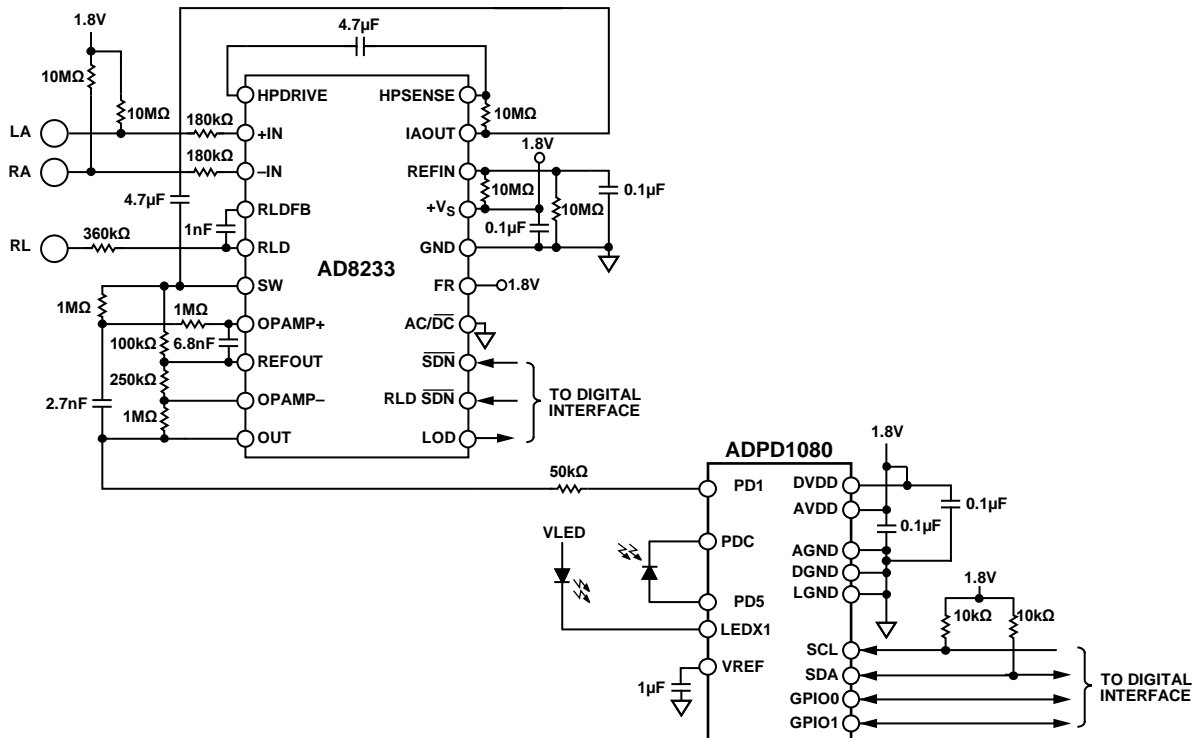 1.8V
4.7µF
10MΩ
10MΩ
LA
180kΩ
RA
180kΩ
4.7µF
1nF
RL
360kΩ
HPDRIVE
+IN
–IN
RLDFB
RLD
SW
OPAMP+
REFOUT
OPAMP–
OUT
AD8233
HPSENSE
IAOUT
REFIN
+VS
GND
FR
AC/DC
SDN
RLD SDN
LOD
10MΩ
1.8V
10MΩ
10MΩ
0.1µF
0.1µF
1.8V
TO DIGITAL
INTERFACE
1MΩ
1MΩ
100kΩ
6.8nF
250kΩ
2.7nF
1MΩ
50kΩ
ADPD1080
PD1
PDC
PD5
LEDX1
VREF
VLED
1µF
DVDD
AVDD
AGND
DGND
LGND
SCL
SDA
GPIO0
GPIO1
1.8V
0.1µF
0.1µF
1.8V
10kΩ
10kΩ
TO DIGITAL
INTERFACE